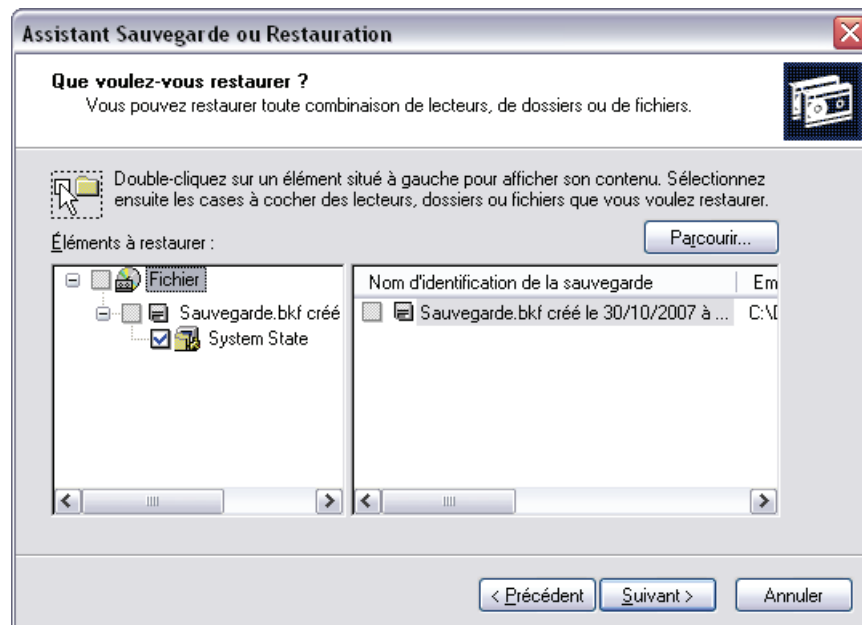 Assistant Sauvegarde ou Restauration
Que voulez-vous restaurer ?
Vous pouvez restaurer toute combinaison de lecteurs, de dossiers ou de fichiers.
Double-cliquez sur un élément situé à gauche pour afficher son contenu. Sélectionnez
ensuite les cases à cocher des lecteurs, dossiers ou fichiers que vous voulez restaurer.
Parcourir...
Éléments à restaurer :
Fichier
Sauvegarde.bkf créé
System State
Nom d'identification de la sauvegarde Em
Sauvegarde.bkf créé le 30/10/2007 à ... C:\D
< Précédent Suivant > Annuler